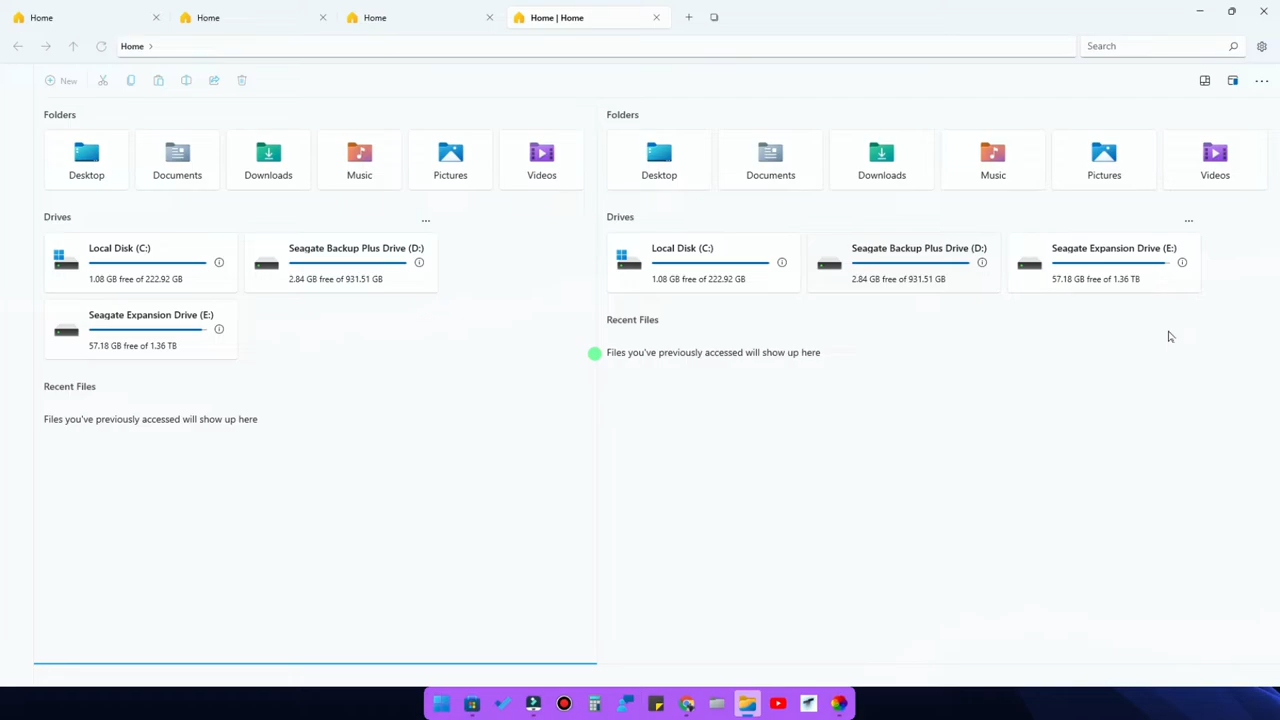 Home
Home
Home
Home | Home
Home
Search
New
Folders
Desktop
Documents
Downloads
Music
Pictures
Videos
Drives
...
Local Disk (C:)
1.08 GB free of 222.92 GB
Seagate Backup Plus Drive (D:)
2.84 GB free of 931.51 GB
Seagate Expansion Drive (E:)
57.18 GB free of 1.36 TB
Recent Files
Files you've previously accessed will show up here
Folders
Desktop
Documents
Downloads
Music
Pictures
Videos
Drives
...
Local Disk (C:)
1.08 GB free of 222.92 GB
Seagate Backup Plus Drive (D:)
2.84 GB free of 931.51 GB
Seagate Expansion Drive (E:)
57.18 GB free of 1.36 TB
Recent Files
Files you've previously accessed will show up here